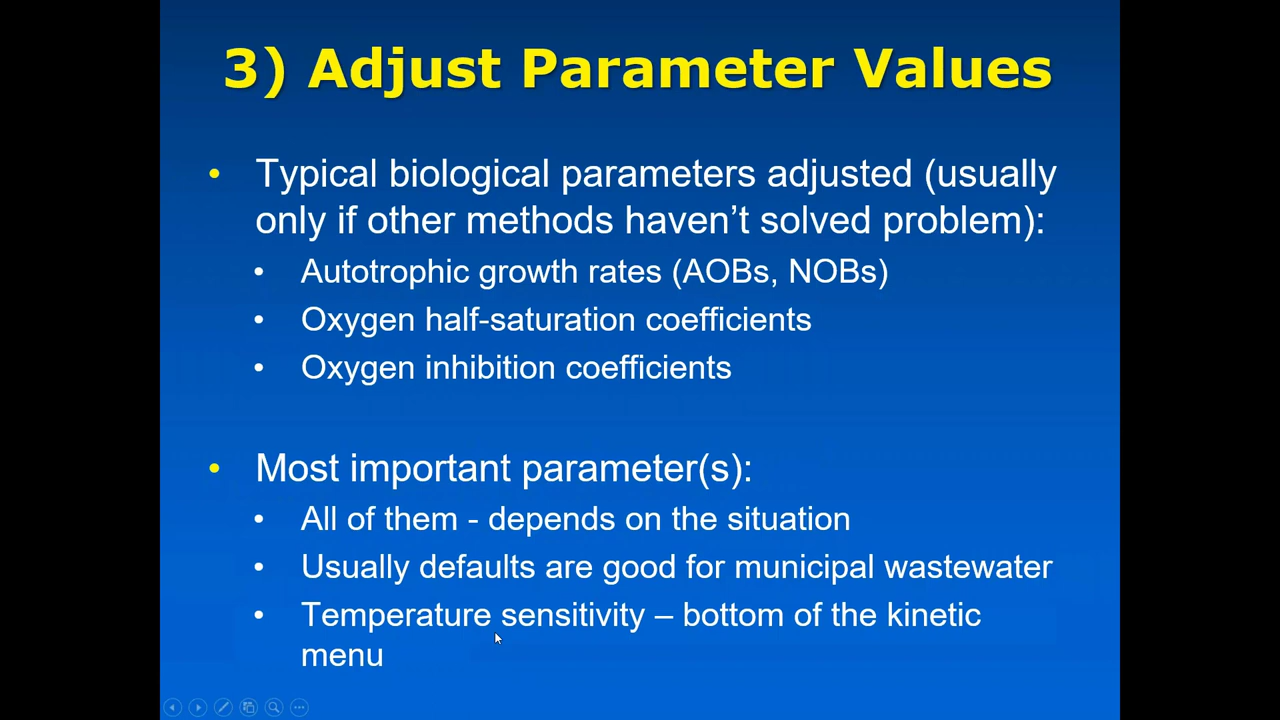 3) Adjust Parameter Values
• Typical biological parameters adjusted (usually
only if other methods haven’t solved problem):
• Autotrophic growth rates (AOBs, NOBs)
• Oxygen half-saturation coefficients
• Oxygen inhibition coefficients
• Most important parameter(s):
• All of them - depends on the situation
• Usually defaults are good for municipal wastewater
• Temperature sensitivity – bottom of the kinetic
menu